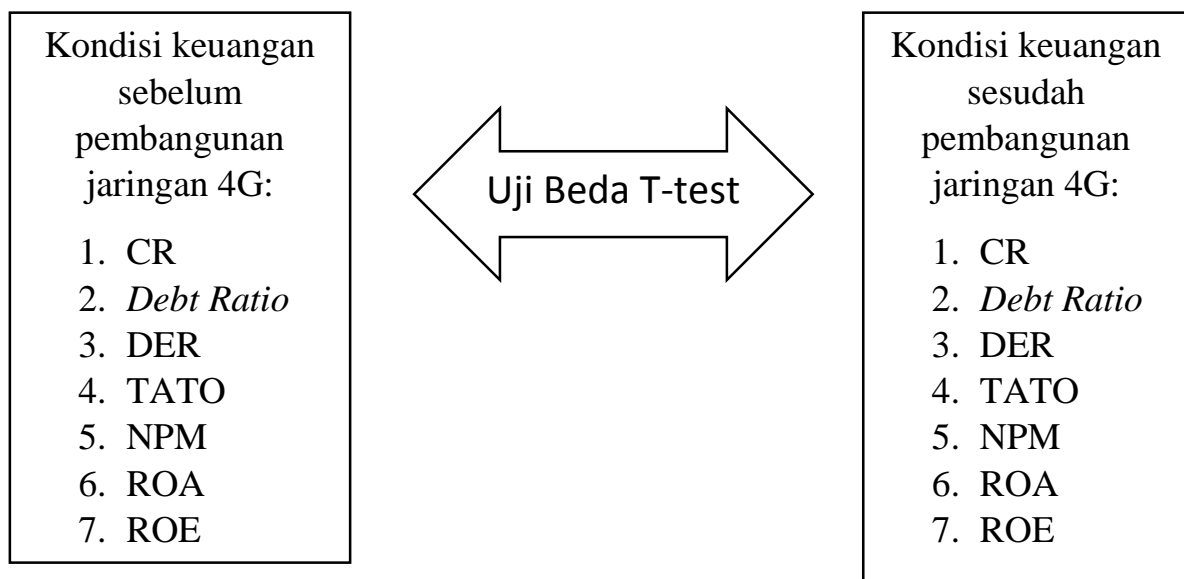 Kondisi keuangan
sebelum
pembangunan
jaringan 4G:
1. CR
2. Debt Ratio
3. DER
4. TATO
5. NPM
6. ROA
7. ROE
Uji Beda T-test
Kondisi keuangan
sesudah
pembangunan
jaringan 4G:
1. CR
2. Debt Ratio
3. DER
4. TATO
5. NPM
6. ROA
7. ROE